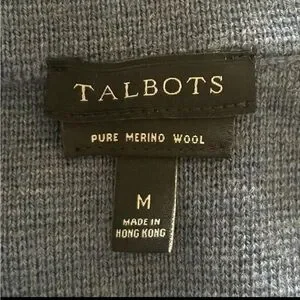 TALBOTS
PURE MERINO WOOL
M
MADE IN
HONG KONG